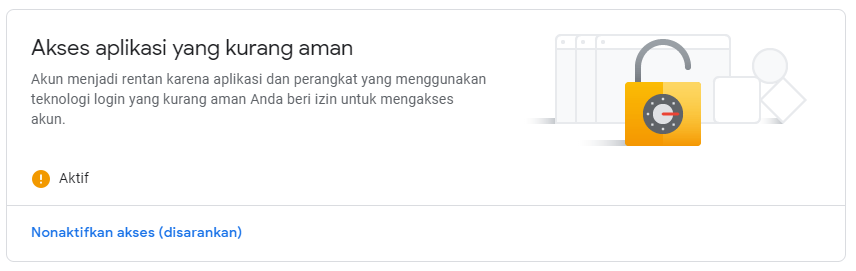 Akses aplikasi yang kurang aman
Akun menjadi rentan karena aplikasi dan perangkat yang menggunakan
teknologi login yang kurang aman Anda beri izin untuk mengakses
akun.
Aktif
Nonaktifkan akses (disarankan)